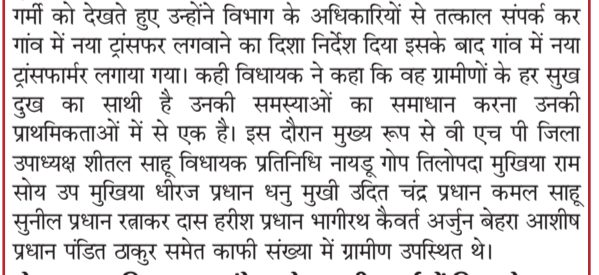 गर्मी को देखते हुए उन्होंने विभाग के अधिकारियों से तत्काल संपर्क कर
गांव में नया ट्रांसफर लगवाने का दिशा निर्देश दिया इसके बाद गांव में नया
ट्रांसफार्मर लगाया गया। कही विधायक ने कहा कि वह ग्रामीणों के हर सुख
दुख का साथी है उनकी समस्याओं का समाधान करना उनकी
प्राथमिकताओं में से एक है। इस दौरान मुख्य रूप से वी एच पी जिला
उपाध्यक्ष शीतल साहू विधायक प्रतिनिधि नायडू गोप तिलोपदा मुखिया राम
सोय उप मुखिया धीरज प्रधान धनु मुखी उदित चंद्र प्रधान कमल साहू
सुनील प्रधान रत्नाकर दास हरीश प्रधान भागीरथ कैवर्त अर्जुन बेहरा आशीष
प्रधान पंडित ठाकुर समेत काफी संख्या में ग्रामीण उपस्थित थे।